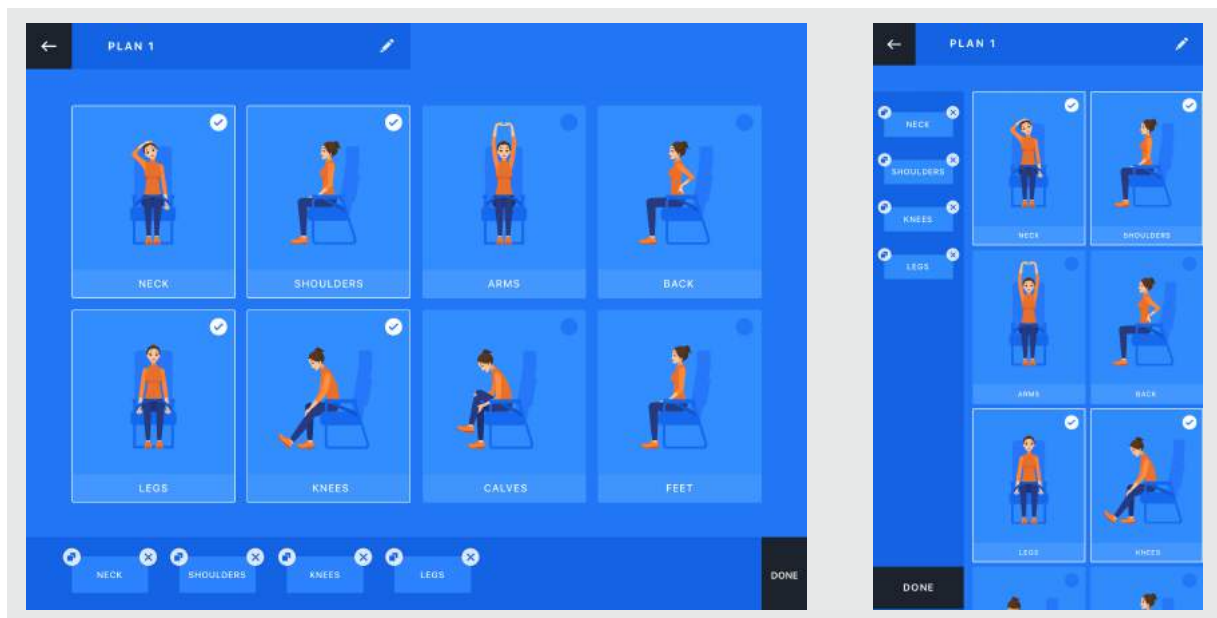 PLAN 1
NECK
SHOULDERS
ARMS
BACK
LEGS
KNEES
CALVES
FEET
NECK
SHOULDERS
KNEES
LEGS
DONE
PLAN 1
NECK
SHOULDERS
KNEES
LEGS
NECK
SHOULDERS
ARMS
BACK
LEGS
KNEES
DONE